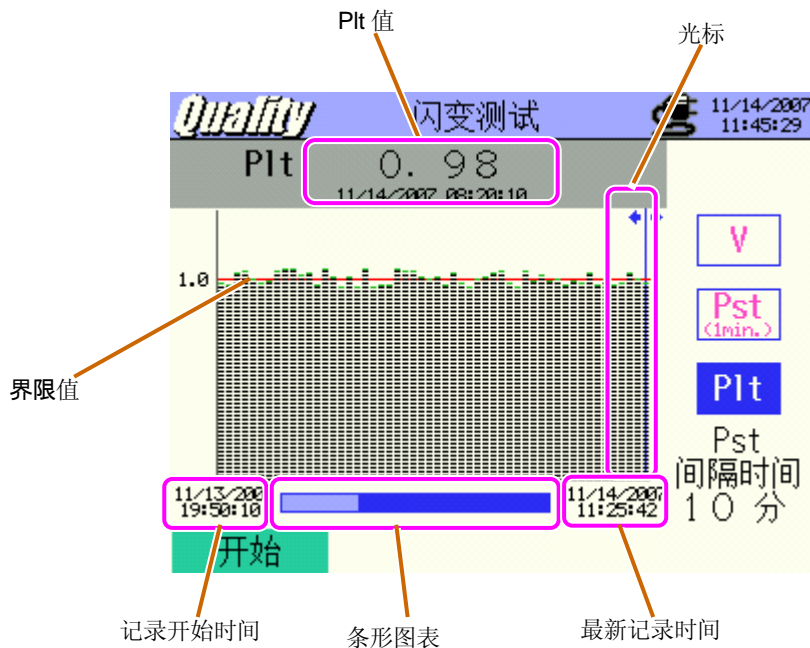 Plt 值
光标
Quality 闪变测试 11/14/2007
11:45:29
Plt 0.98
11/14/2007 08:20:10
V
1.0
Pst
(1min.)
界限值
Plt
Pst
间隔时间
10 分
11/13/200
19:50:10
11/14/2007
11:25:42
开始
记录开始时间
条形图表
最新记录时间